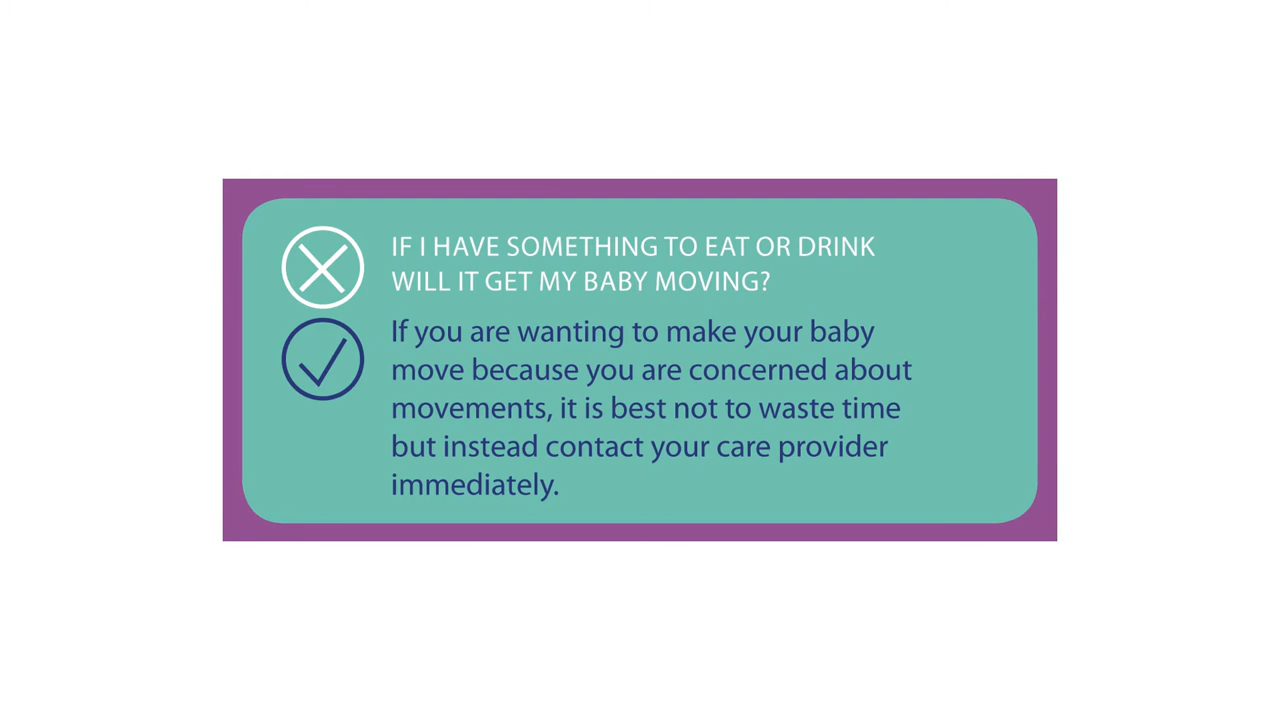 IF I HAVE SOMETHING TO EAT OR DRINK
WILL IT GET MY BABY MOVING?
If you are wanting to make your baby
move because you are concerned about
movements, it is best not to waste time
but instead contact your care provider
immediately.